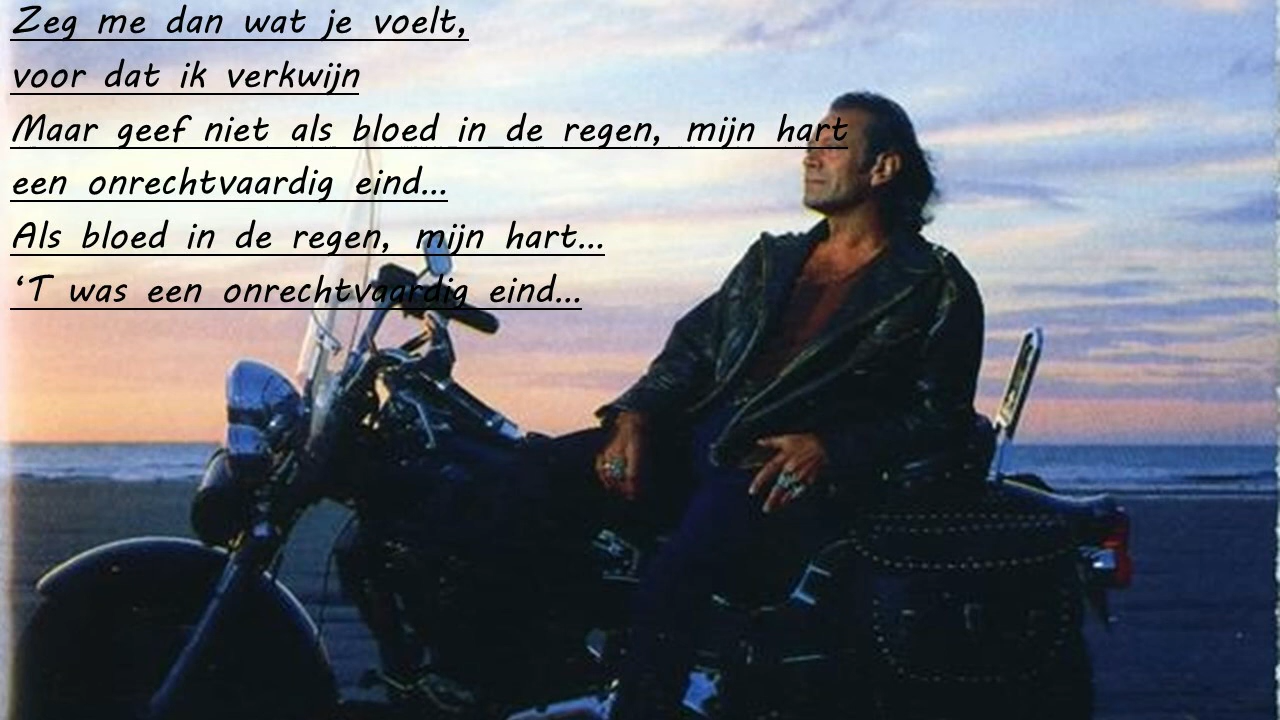 Zeg me dan wat je voelt,
voor dat ik verkwijn
Maar geef niet als bloed in de regen, mijn hart
een onrechtvaardig eind...
Als bloed in de regen, mijn hart...
‘T was een onrechtvaardig eind...